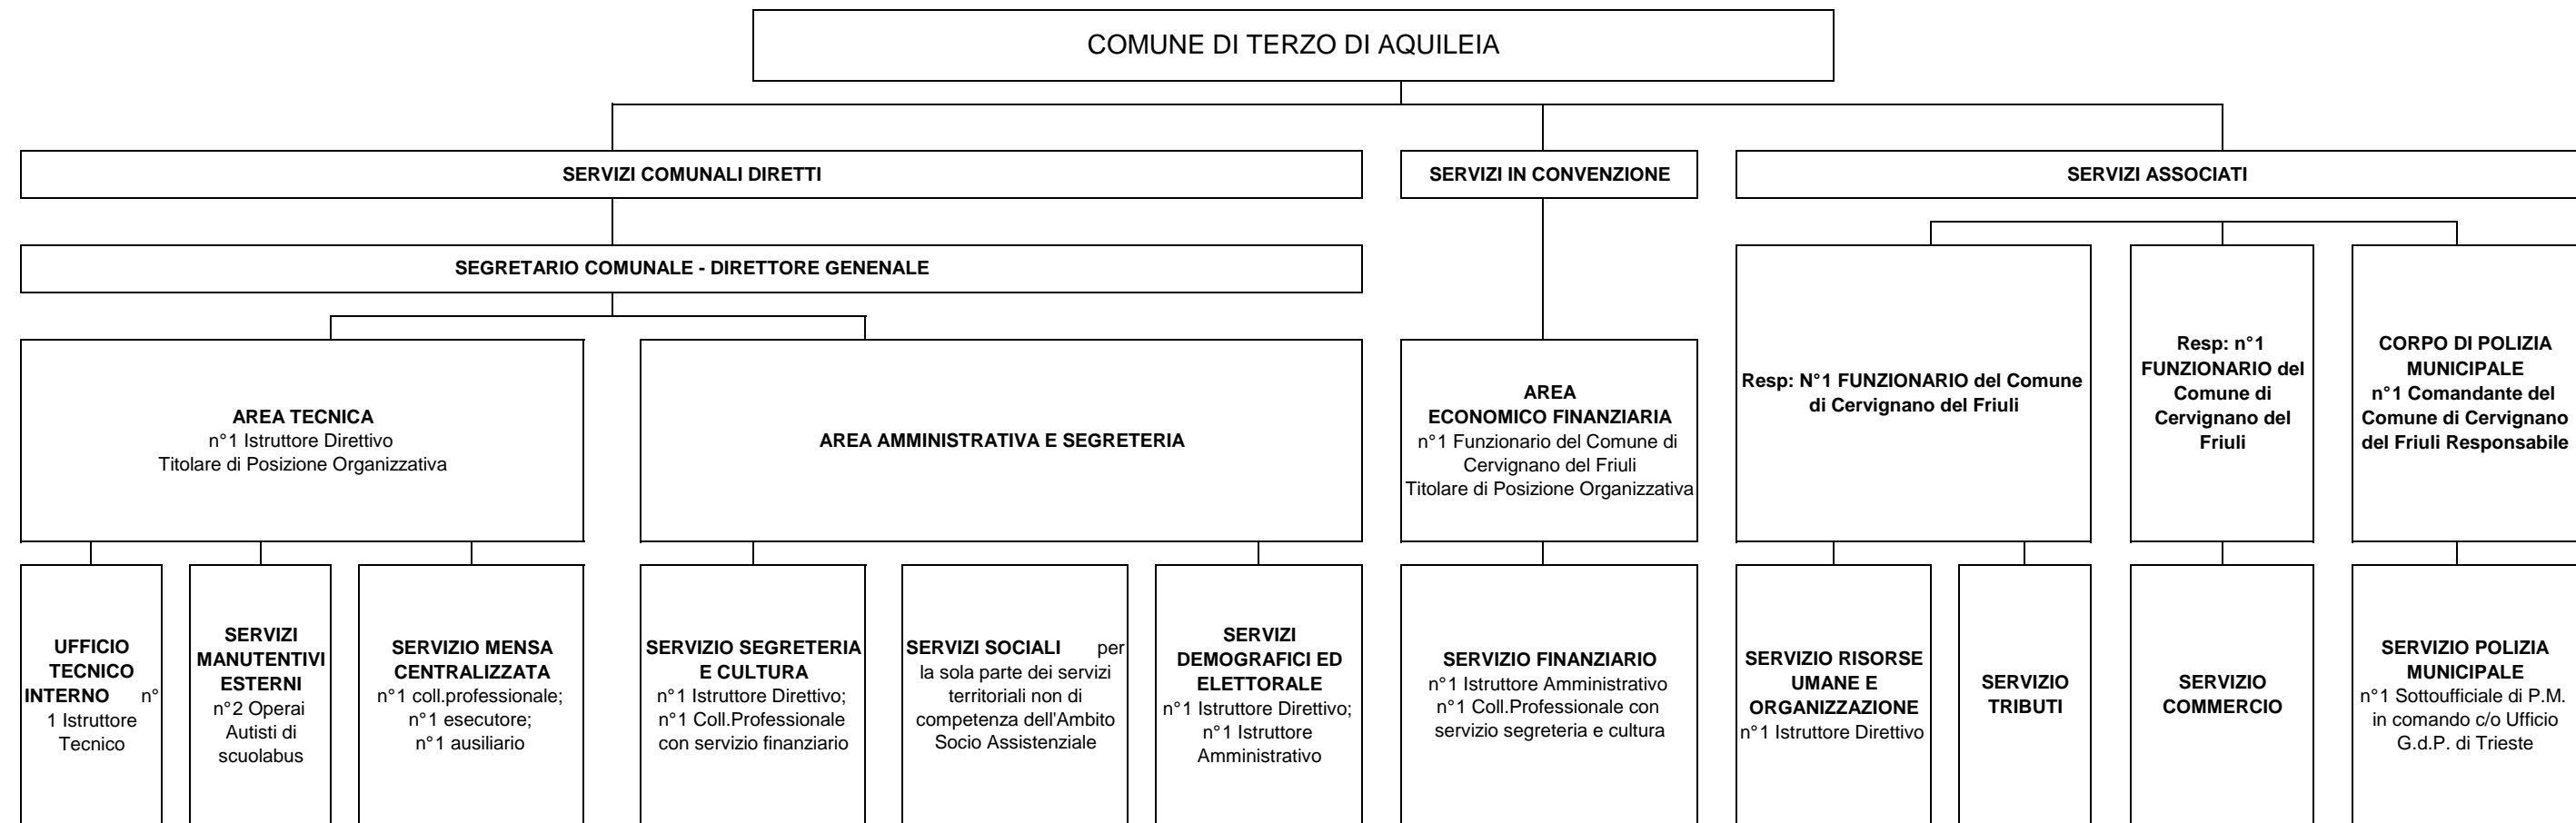 COMUNE DI TERZO DI AQUILEIA
SERVIZI COMUNALI DIRETTI
SERVIZI IN CONVENZIONE
SERVIZI ASSOCIATI
SEGRETARIO COMUNALE - DIRETTORE GENENALE
AREA TECNICA
n°1 Istruttore Direttivo
Titolare di Posizione Organizzativa
AREA AMMINISTRATIVA E SEGRETERIA
AREA
ECONOMICO FINANZIARIA
n°1 Funzionario del Comune di
Cervignano del Friuli
Titolare di Posizione Organizzativa
Resp: N°1 FUNZIONARIO del Comune
di Cervignano del Friuli
Resp: n°1
FUNZIONARIO del
Comune di
Cervignano del
Friuli
CORPO DI POLIZIA
MUNICIPALE
n°1 Comandante del
Comune di Cervignano
del Friuli Responsabile
UFFICIO
TECNICO
INTERNO n°
1 Istruttore
Tecnico
SERVIZI
MANUTENTIVI
ESTERNI
n°2 Operai
Autisti di
scuolabus
SERVIZIO MENSA
CENTRALIZZATA
n°1 coll.professionale;
n°1 esecutore;
n°1 ausiliario
SERVIZIO SEGRETERIA
E CULTURA
n°1 Istruttore Direttivo;
n°1 Coll.Professionale
con servizio finanziario
SERVIZI SOCIALI per
la sola parte dei servizi
territoriali non di
competenza dell'Ambito
Socio Assistenziale
SERVIZI
DEMOGRAFICI ED
ELETTORALE
n°1 Istruttore Direttivo;
n°1 Istruttore
Amministrativo
SERVIZIO FINANZIARIO
n°1 Istruttore Amministrativo
n°1 Coll.Professionale con
servizio segreteria e cultura
SERVIZIO RISORSE
UMANE E
ORGANIZZAZIONE
n°1 Istruttore Direttivo
SERVIZIO
TRIBUTI
SERVIZIO
COMMERCIO
SERVIZIO POLIZIA
MUNICIPALE
n°1 Sottoufficiale di P.M.
in comando c/o Ufficio
G.d.P. di Trieste